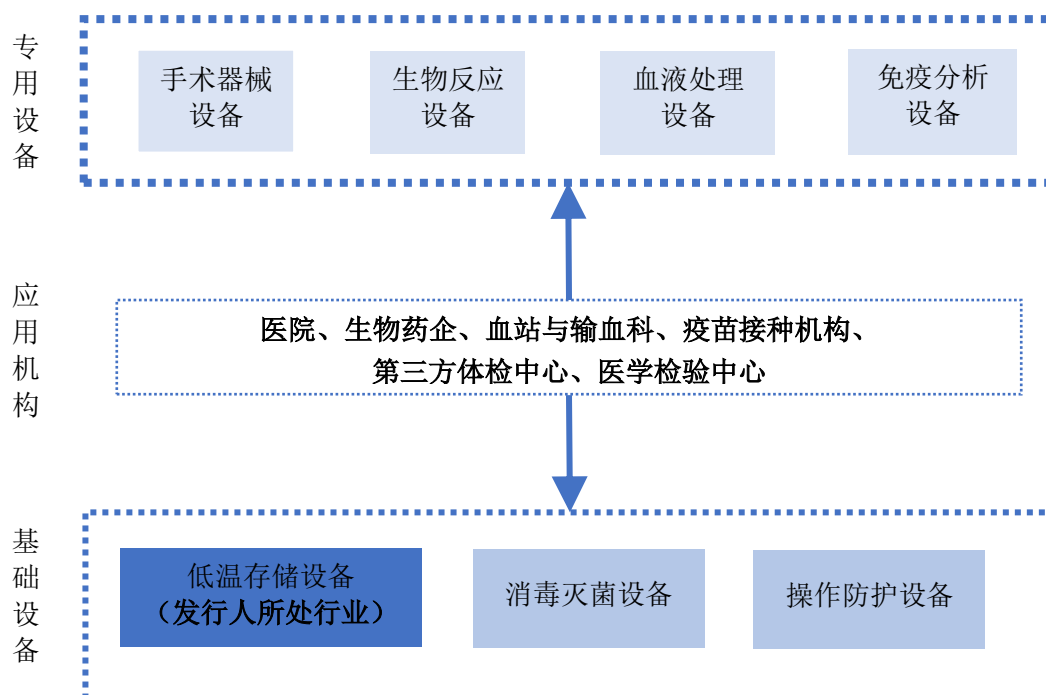 专用设备
手术器械
设备
生物反应
设备
血液处理
设备
免疫分析
设备
应用机构
医院、生物药企、血站与输血科、疫苗接种机构、
第三方体检中心、医学检验中心
基础设备
低温存储设备
（发行人所处行业）
消毒灭菌设备
操作防护设备